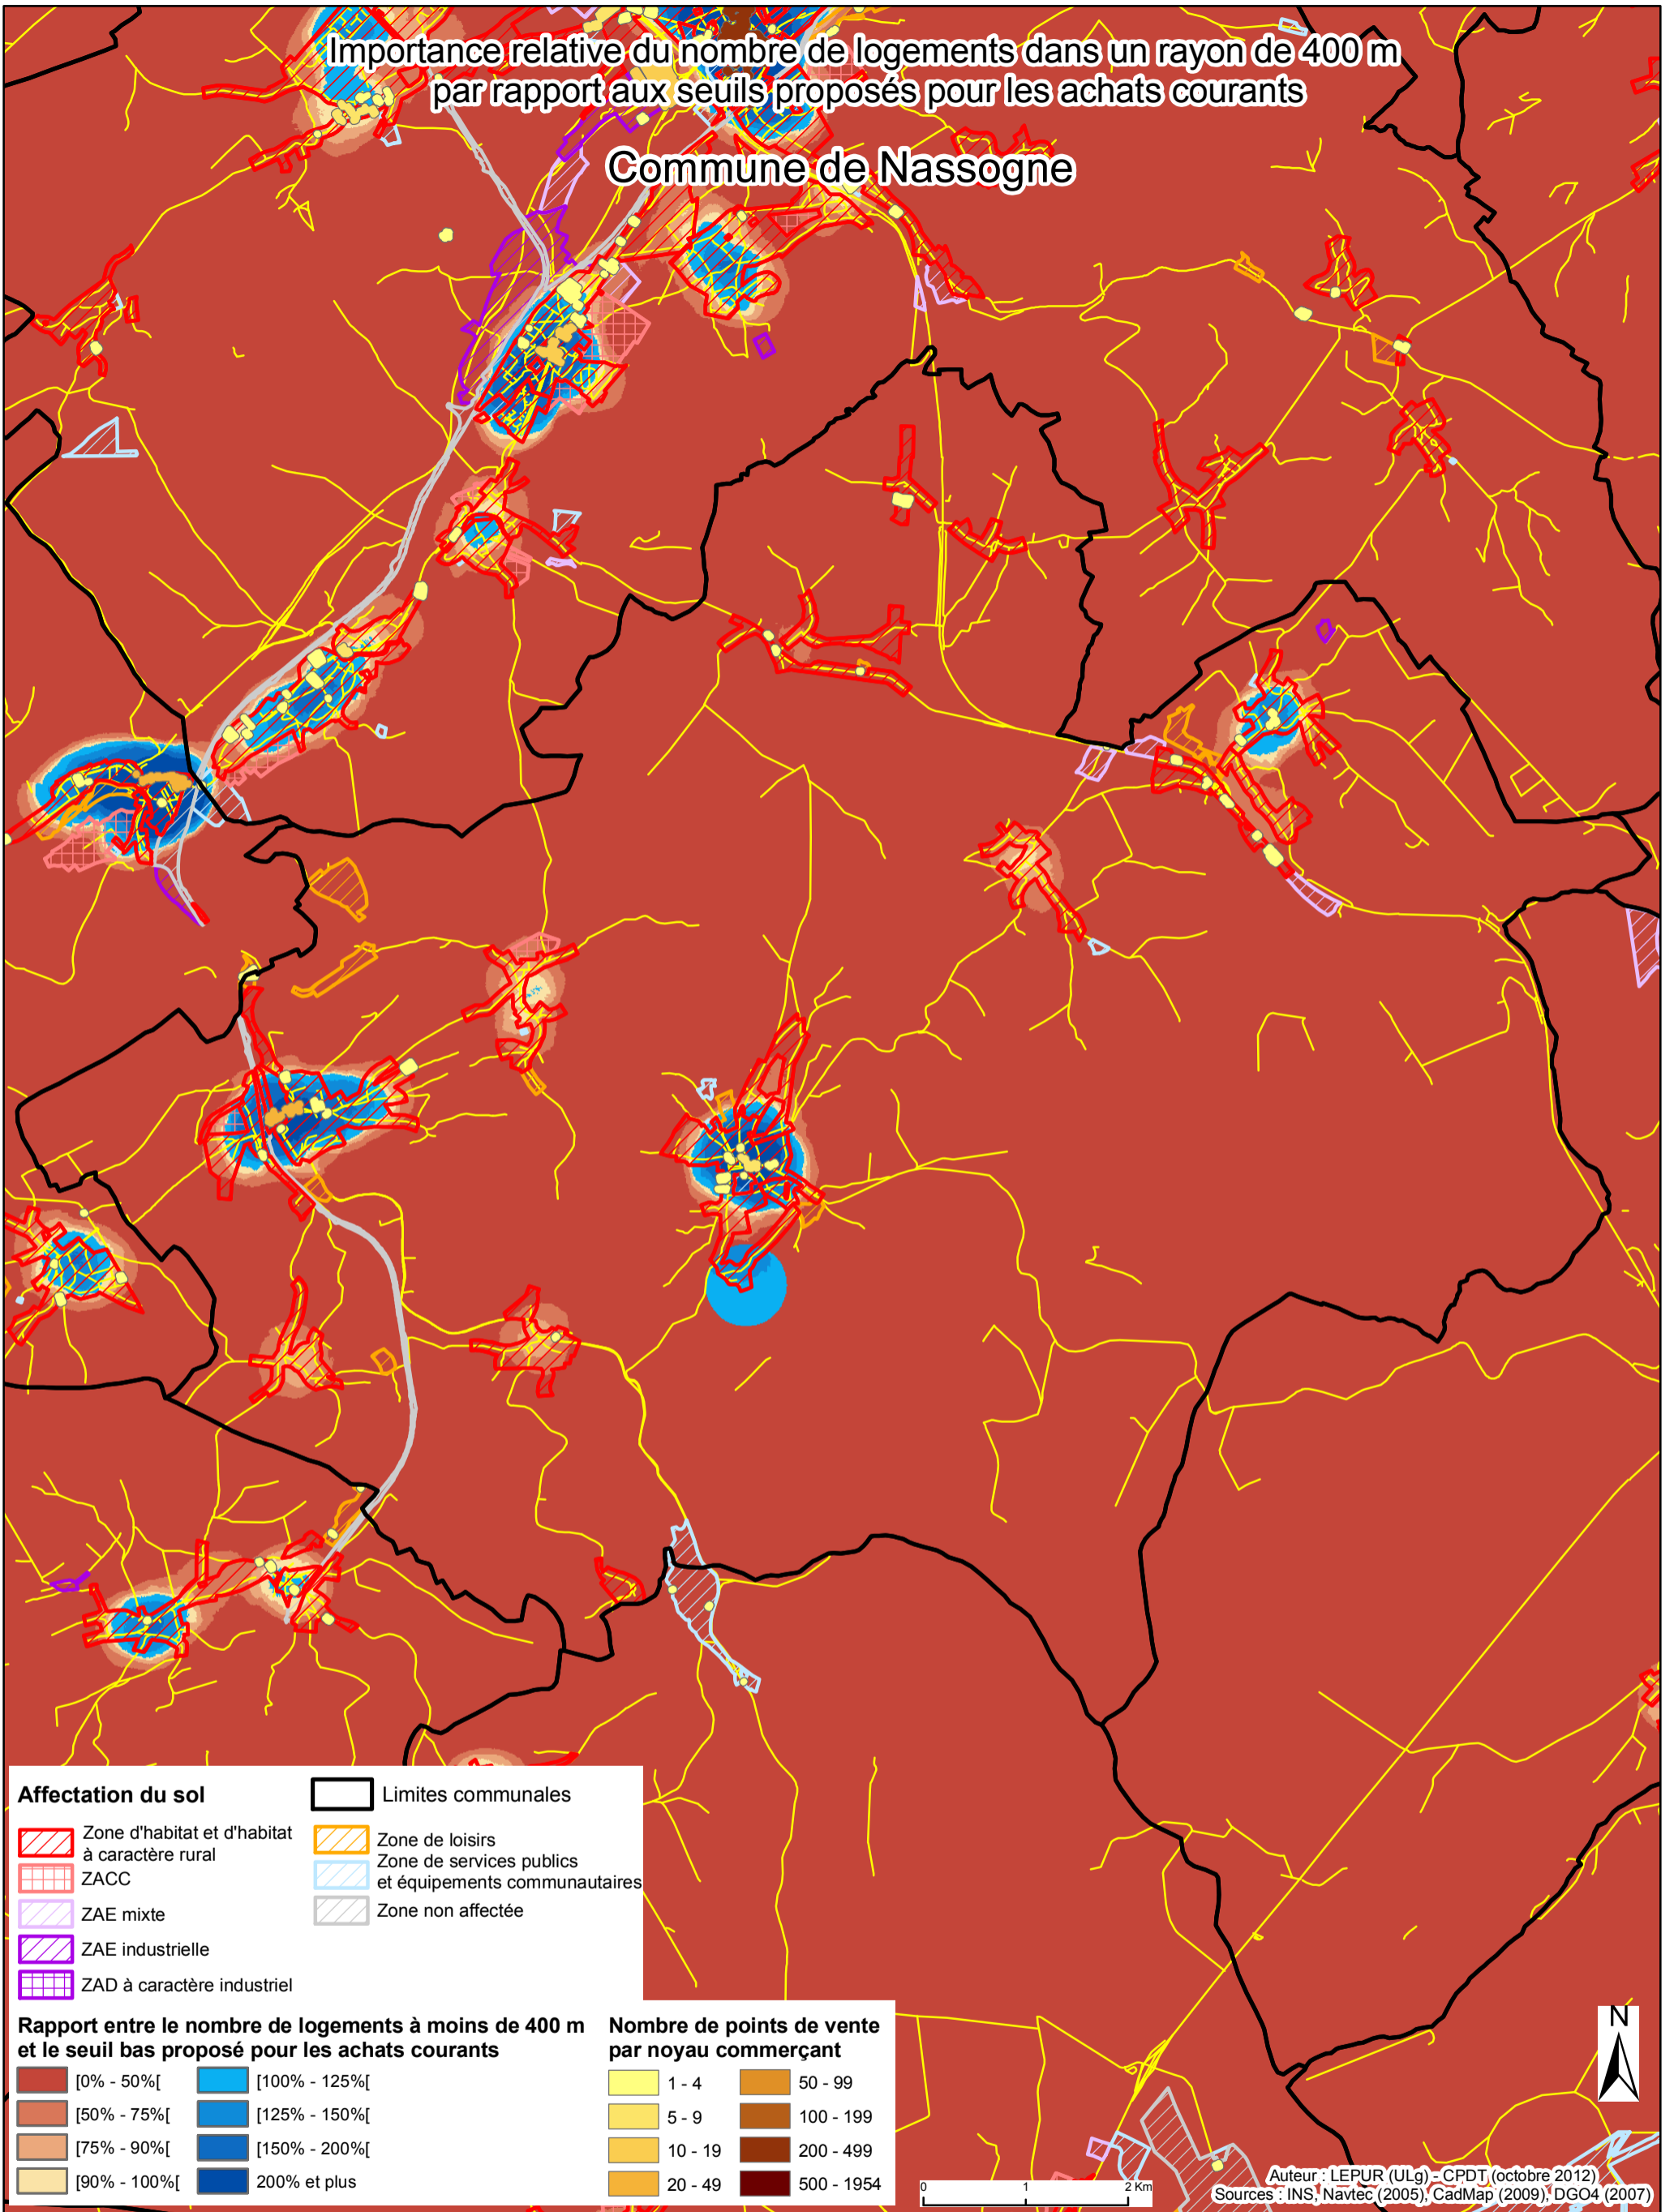 Importance relative du nombre de logements dans un rayon de 400 m
par rapport aux seuils proposés pour les achats courants
Commune de Nassogne
Affectation du sol
Zone d'habitat et d'habitat
à caractère rural
ZACC
ZAE mixte
ZAE industrielle
ZAD à caractère industriel
Limites communales
Zone de loisirs
Zone de services publics
et équipements communautaires
Zone non affectée
Rapport entre le nombre de logements à moins de 400 m
et le seuil bas proposé pour les achats courants
[0% - 50%[
[50% - 75%[
[75% - 90%[
[90% - 100%[
[100% - 125%[
[125% - 150%[
[150% - 200%[
200% et plus
Nombre de points de vente
par noyau commerçant
1 - 4
5 - 9
10 - 19
20 - 49
50 - 99
100 - 199
200 - 499
500 - 1954
0 1 2 Km
N
Auteur : LEPUR (ULg) - CPDT (octobre 2012)
Sources : INS, Navtec (2005), CadMap (2009), DGO4 (2007)